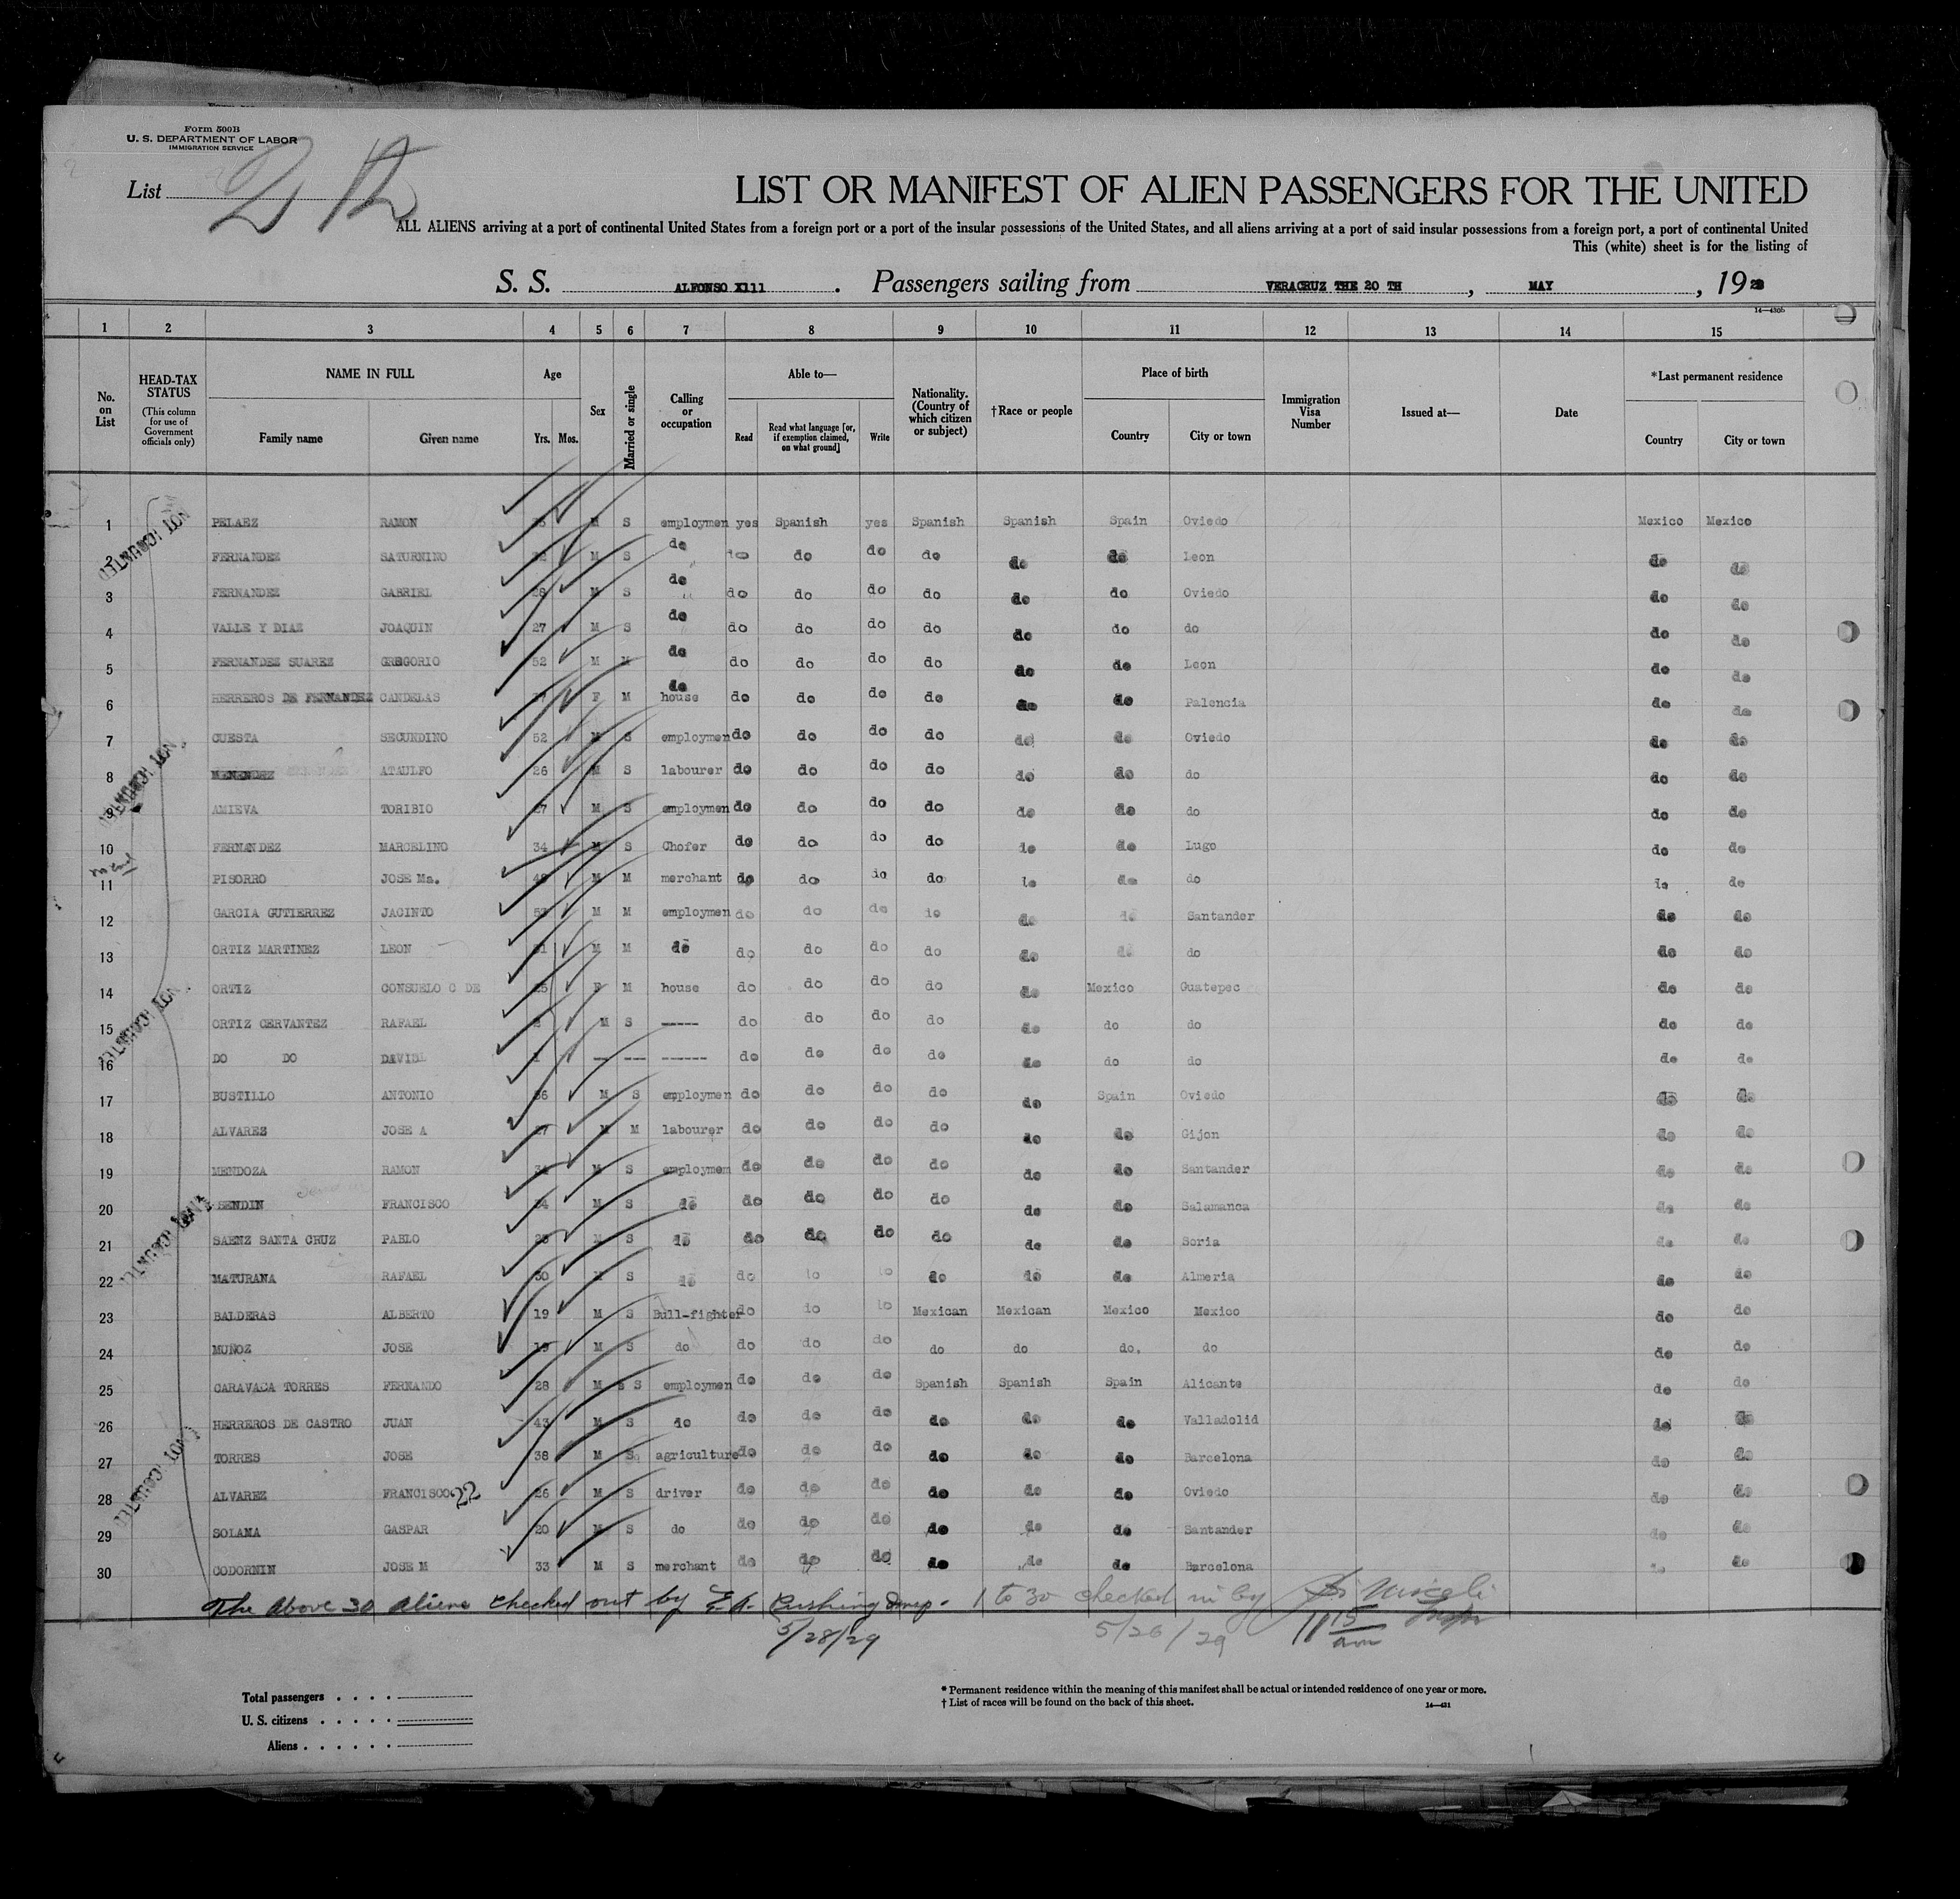 Form 500B
U. S. DEPARTMENT OF LABOR
IMMIGRATION SERVICE
List
LIST OR MANIFEST OF ALIEN PASSENGERS FOR THE UNITED
ALL ALIENS arriving at a port of continental United States from a foreign port or a port of the insular possessions of the United States, and all aliens arriving at a port of said insular possessions from a foreign port, a port of continental United
This (white) sheet is for the listing of
S. S. ALFONSO X111 . Passengers sailing from VERACRUZ THE 20 TH , MAY , 19
14—430b
1 2 3 4 5 6 7 8 9 10 11 12 13 14 15
No. on List HEAD-TAX STATUS (This column for use of Government officials only) NAME IN FULL Family name Given name Age Yrs. Mos. Sex Married or single Calling or occupation Able to— Read Read what language [or, if exemption claimed, on what ground] Write Nationality. (Country of which citizen or subject) †Race or people Place of birth Country City or town Immigration Visa Number Issued at— Date *Last permanent residence Country City or town
1 PELAEZ RAMON M S employmen yes Spanish yes Spanish Spanish Spain Oviedo Mexico Mexico
2 FERNANDEZ SATURNINO M S do do do do do do do leon do do
3 FERNANDEZ GABRIEL 28 M S do do do do do do do Oviedo do do
4 VALLE Y DIAZ JOAQUIN 27 M S do do do do do do do do do do
5 FERNANDEZ SUAREZ GREGORIO 52 M M do do do do do do do Leon do do
6 HERREROS DE FERNANDEZ CANDELAS F M do house do do do do do do Palencia do do
7 CUESTA SECUNDINO 52 M S employmen do do do do do do Oviedo do do
8 MENENDEZ ATAULFO 26 M S labourer do do do do do do do do do
9 AMIEVA TORIBIO 27 M S employmen do do do do do do do do do
10 FERNANDEZ MARCELINO 34 M S Chofer do do do do do do Lugo do do
11 PISORRO JOSE Ma. M M merchant do do do do do do do do do
12 GARCIA GUTIERREZ JACINTO M M employmen do do do do do do Santander do do
13 ORTIZ MARTINEZ LEON M M do do do do do do do do do do
14 ORTIZ CONSUELO C DE 25 F M house do do do do do Mexico Guatepec do do
15 ORTIZ CERVANTEZ RAFAEL M S ----- do do do do do do do do do
16 DO DO DAVID — -- ------ do do do do do do do do do
17 BUSTILLO ANTONIO 36 M S employmen do do do do do Spain Oviedo do do
18 ALVAREZ JOSE A 27 M M labourer do do do do do do Gijon do do
19 MENDOZA RAMON M S employmen do do do do do do Santander do do
20 SENDIN FRANCISCO M S do do do do do do do Salamanca do do
21 SAENZ SANTA CRUZ PABLO M S do do do do do do do Soria do do
22 MATURANA RAFAEL 30 M S do do do do do do do Almeria do do
23 BALDERAS ALBERTO 19 M S Bull-fighter do do do Mexican Mexican Mexico Mexico do do
24 MUÑOZ JOSE 19 M S do do do do do do do. do do do
25 CARAVACA TORRES FERNANDO 28 M S employmen do do do Spanish Spanish Spain Alicante do do
26 HERREROS DE CASTRO JUAN 43 M S do do do do do do do Valladolid do do
27 TORRES JOSE 38 M S agriculture do do do do do do Barcelona do do
28 ALVAREZ FRANCISCO 22 26 M S driver do do do do do do Oviedo do do
29 SOLANA GASPAR 20 M S do do do do do do do Santander do do
30 CODORNIN JOSE M 33 M S merchant do do do do do do Barcelona do
The above 30 aliens checked out by E.A. Cushing Insp. 1 to 30 checked in by
5/28/29 5/26/29 11 15 am
Total passengers
U. S. citizens
Aliens
* Permanent residence within the meaning of this manifest shall be actual or intended residence of one year or more.
† List of races will be found on the back of this sheet.
14—431